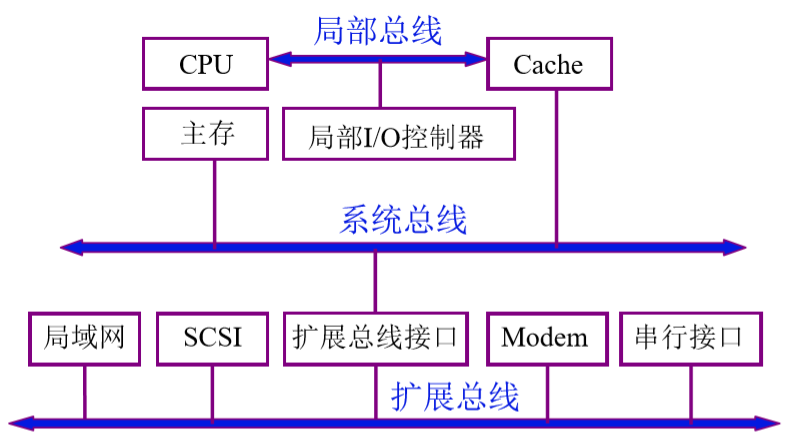 局部总线
CPU
Cache
主存
局部I/O控制器
系统总线
局域网
SCSI
扩展总线接口
Modem
串行接口
扩展总线